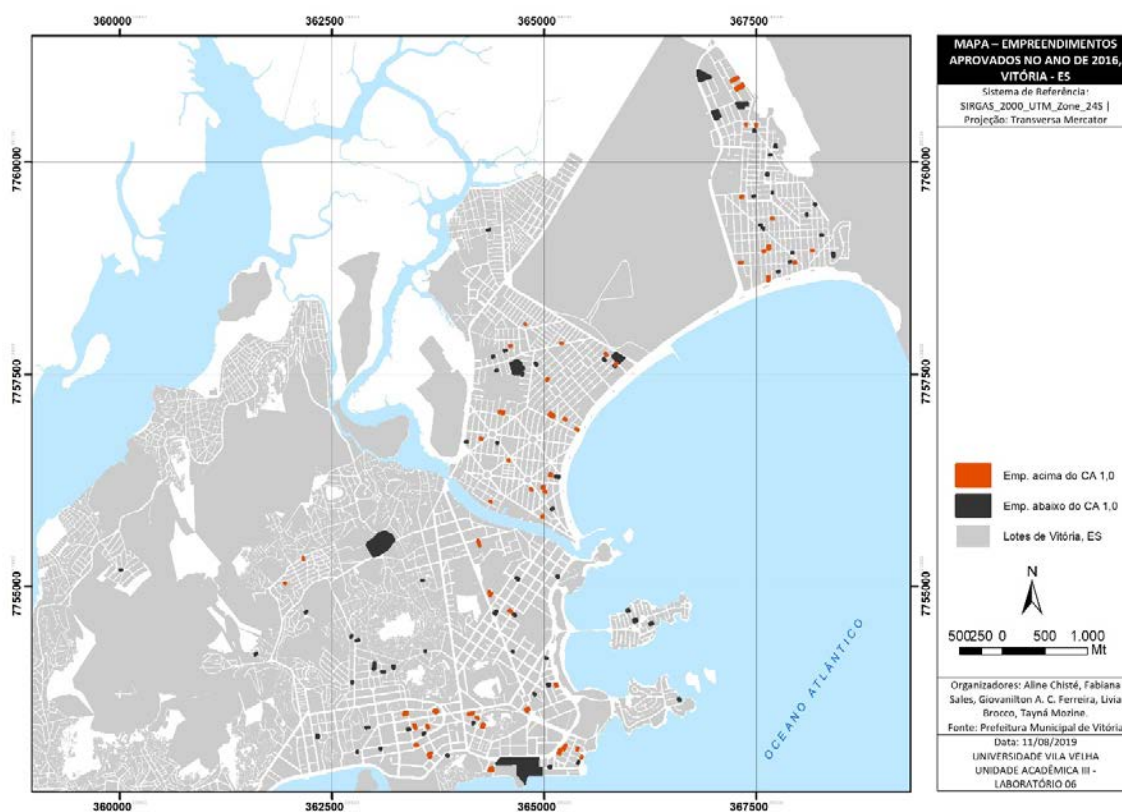 360000 362500 365000 367500
MAPA – EMPREENDIMENTOS
APROVADOS NO ANO DE 2016,
VITÓRIA - ES
Sistema de Referência:
SIRGAS_2000_UTM_Zone_24S |
Projeção: Transversa Mercator
7760000 7760000
7757500 7757500
7755000 7755000
Emp. acima do CA 1,0
Emp. abaixo do CA 1,0
Lotes de Vitória, ES
N
500250 0 500 1.000
Mt
OCEANO ATLÂNTICO
Organizadores: Aline Chisté, Fabiana
Sales, Giovanilton A. C. Ferreira, Livia
Brocco, Tayná Mozine.
Fonte: Prefeitura Municipal de Vitória
Data: 11/08/2019
UNIVERSIDADE VILA VELHA
UNIDADE ACADÊMICA III -
LABORATÓRIO 06
360000 362500 365000 367500